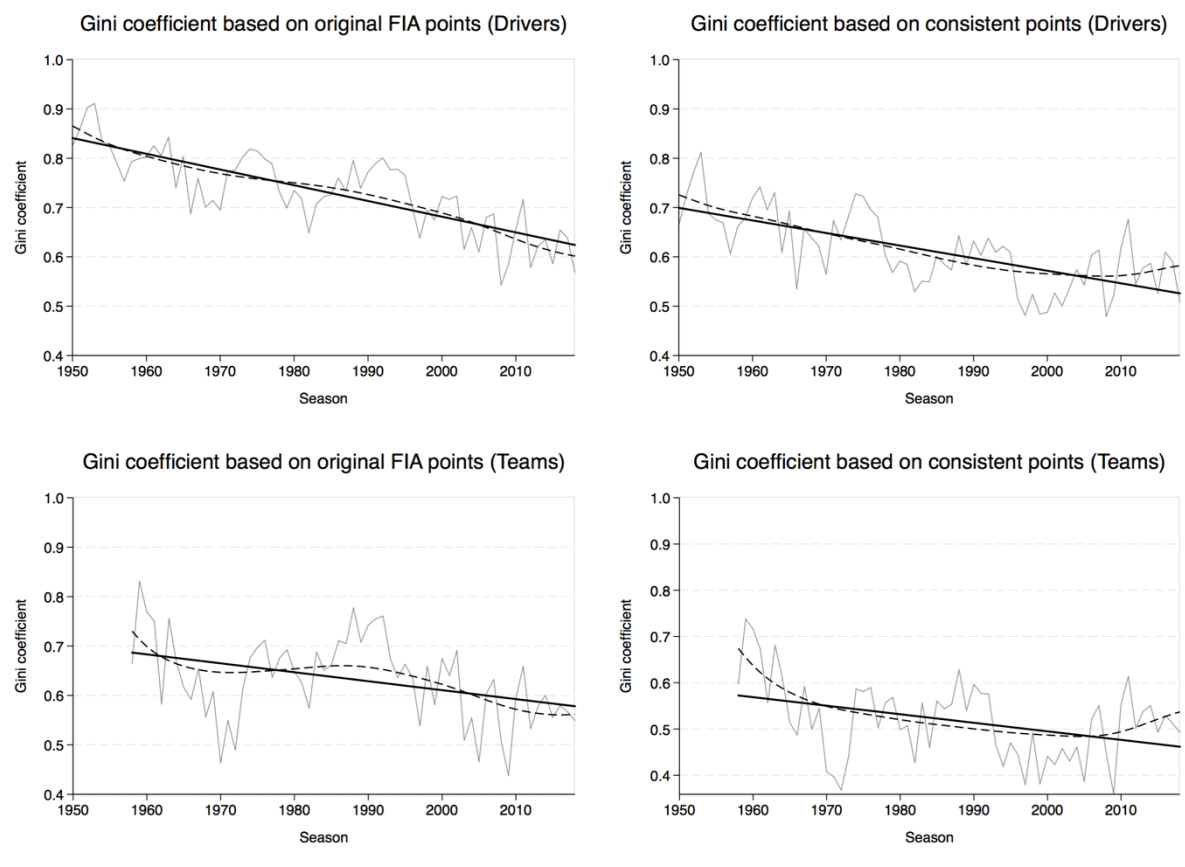 Gini coefficient based on original FIA points (Drivers)
1.0
0.9
0.8
0.7
0.6
0.5
0.4
Gini coefficient
1950 1960 1970 1980 1990 2000 2010
Season
Gini coefficient based on consistent points (Drivers)
1.0
0.9
0.8
0.7
0.6
0.5
0.4
Gini coefficient
1950 1960 1970 1980 1990 2000 2010
Season
Gini coefficient based on original FIA points (Teams)
1.0
0.9
0.8
0.7
0.6
0.5
0.4
Gini coefficient
1950 1960 1970 1980 1990 2000 2010
Season
Gini coefficient based on consistent points (Teams)
1.0
0.9
0.8
0.7
0.6
0.5
0.4
Gini coefficient
1950 1960 1970 1980 1990 2000 2010
Season